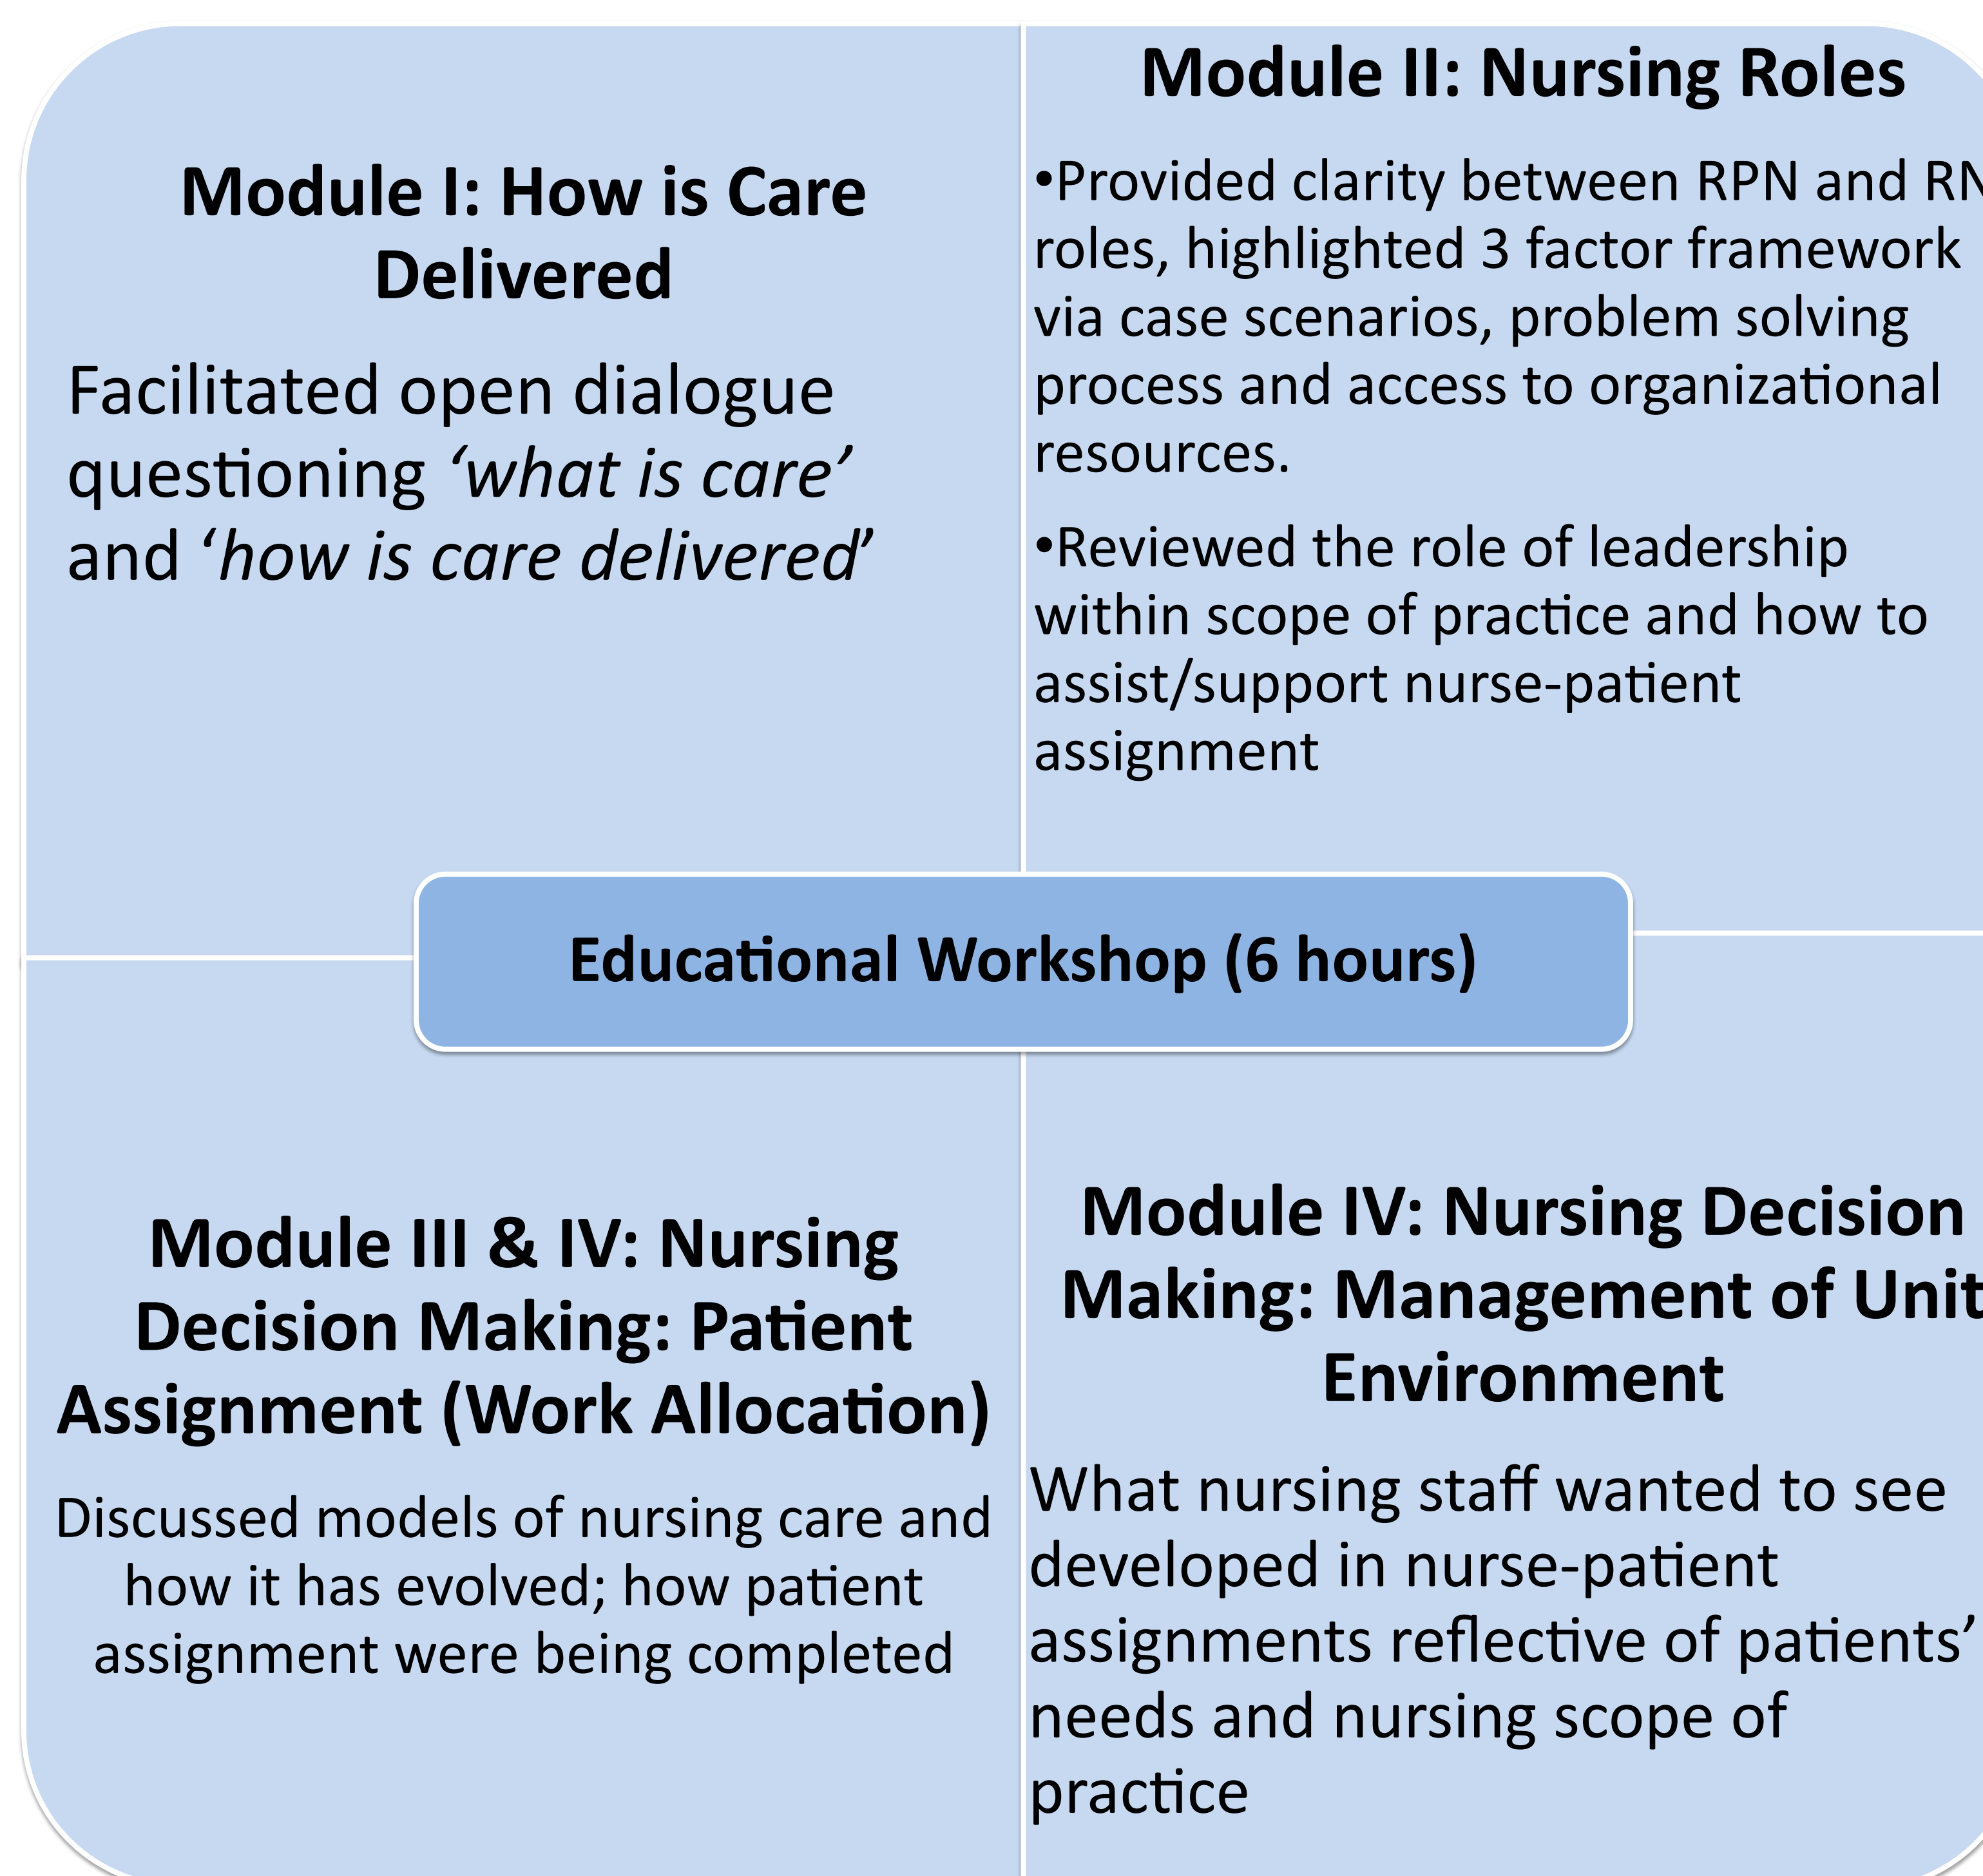 Module I: How is Care
Delivered
Facilitated open dialogue
questioning ‘what is care’
and ‘how is care delivered’
Module II: Nursing Roles
•Provided clarity between RPN and RN
roles, highlighted 3 factor framework
via case scenarios, problem solving
process and access to organizational
resources.
•Reviewed the role of leadership
within scope of practice and how to
assist/support nurse-patient
assignment
Educational Workshop (6 hours)
Module III & IV: Nursing
Decision Making: Patient
Assignment (Work Allocation)
Discussed models of nursing care and
how it has evolved; how patient
assignment were being completed
Module IV: Nursing Decision
Making: Management of Unit
Environment
What nursing staff wanted to see
developed in nurse-patient
assignments reflective of patients’
needs and nursing scope of
practice